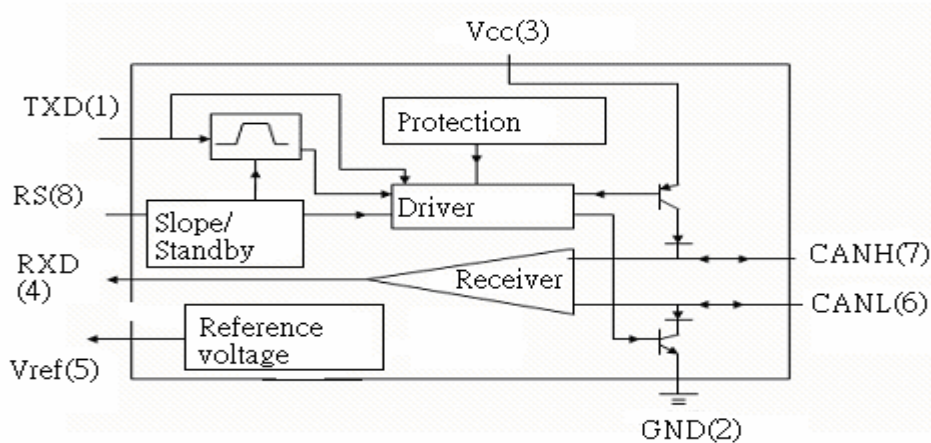 Vcc(3)
TXD(1)
Protection
RS(8)
Driver
Slope/
Standby
RXD
(4)
Receiver
CANH(7)
CANL(6)
Reference
voltage
Vref(5)
GND(2)